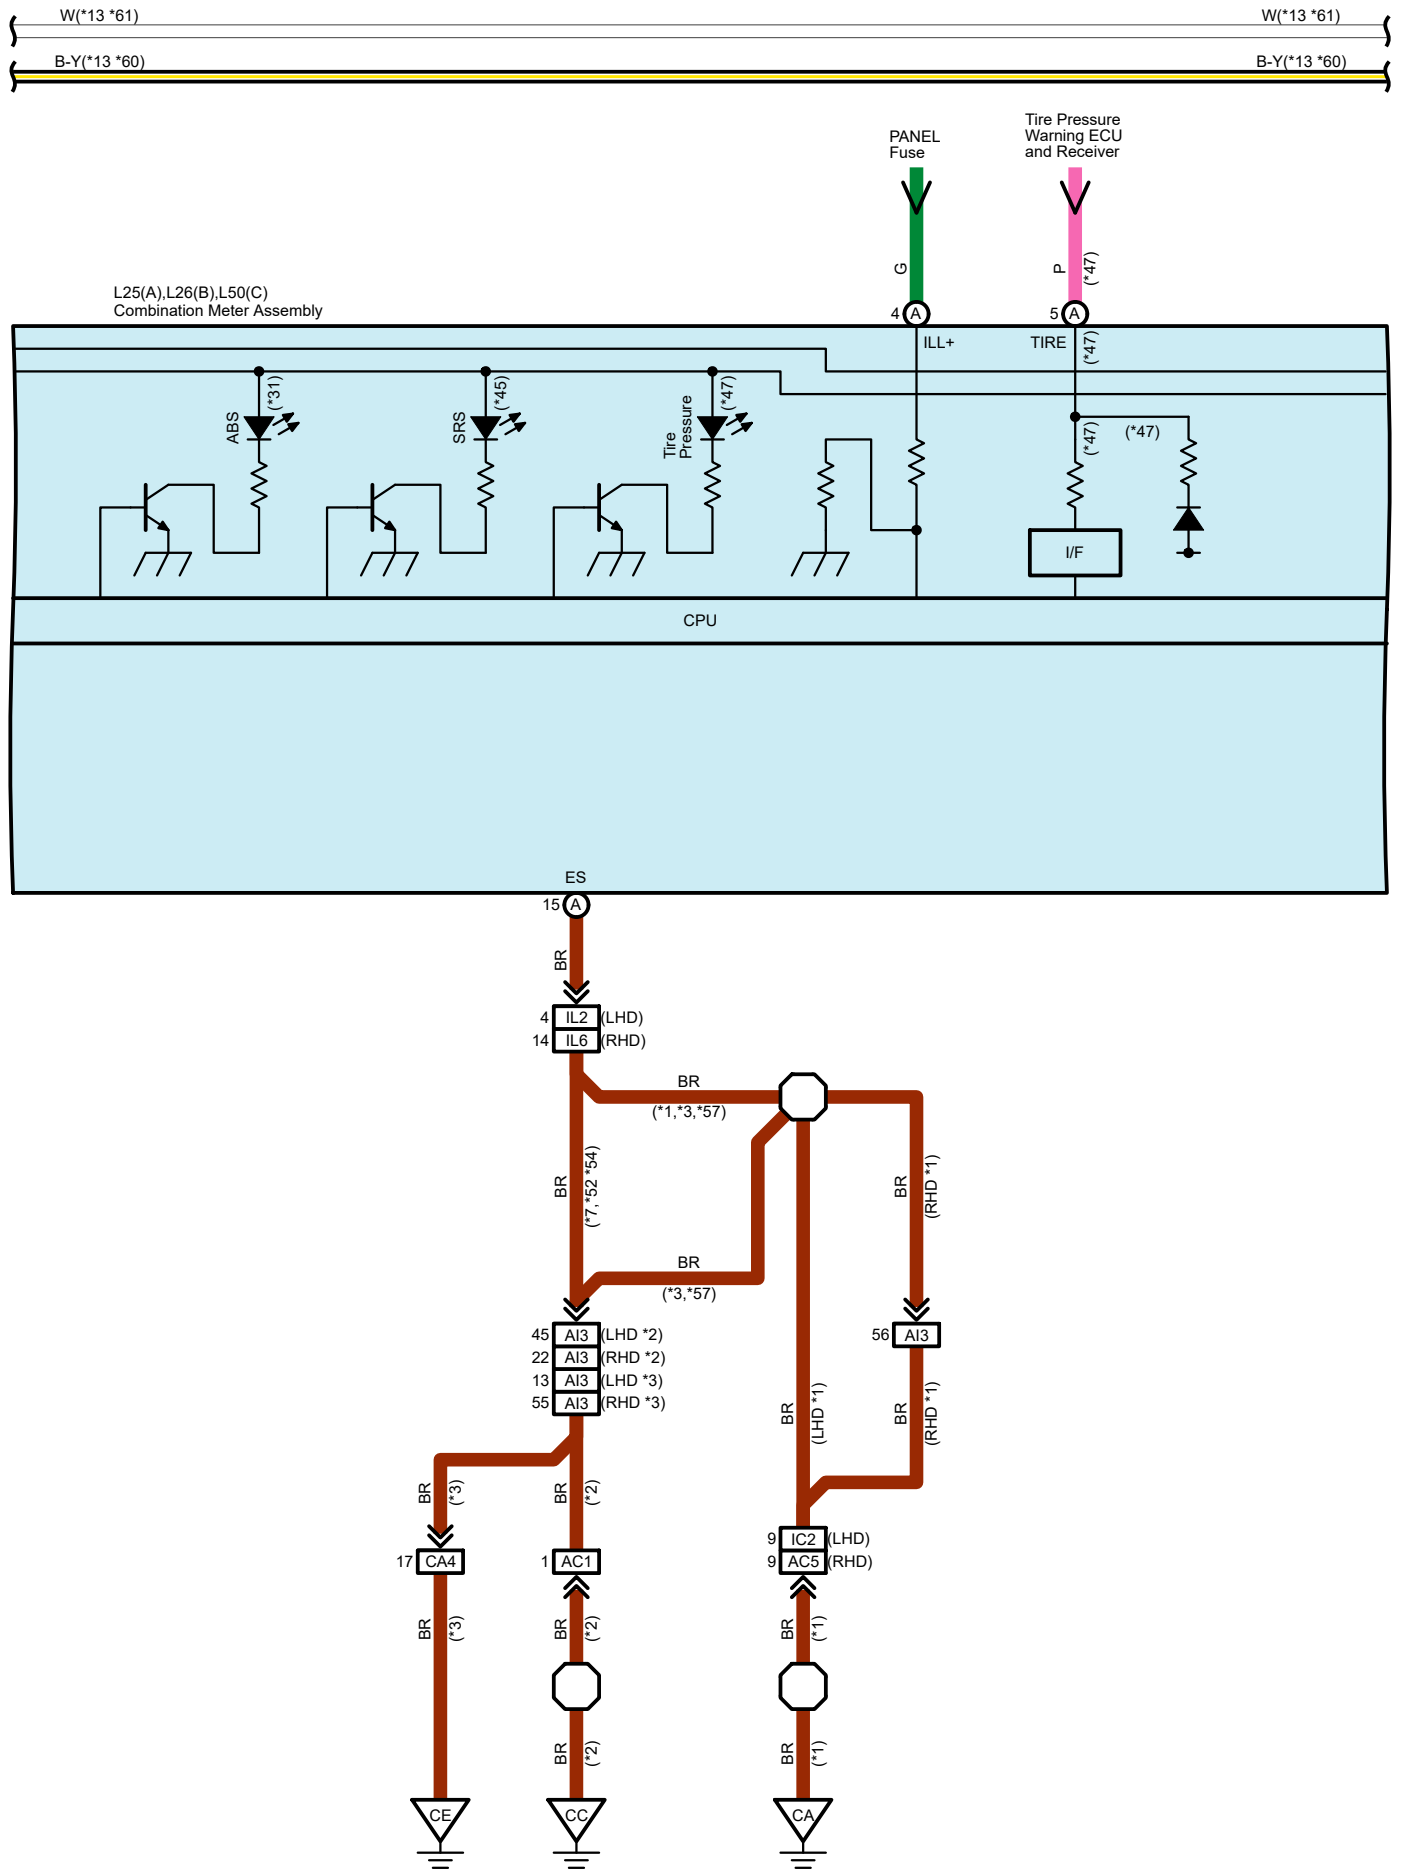 W(*13 *61)
W(*13 *61)
B-Y(*13 *60)
B-Y(*13 *60)
PANEL
Fuse
Tire Pressure
Warning ECU
and Receiver
G
P
(*47)
L25(A),L26(B),L50(C)
Combination Meter Assembly
4 A
5 A
ILL+
TIRE
(*47)
ABS
(*31)
SRS
(*45)
Tire
Pressure
(*47)
(*47)
(*47)
I/F
CPU
ES
15 A
BR
4 IL2 (LHD)
14 IL6 (RHD)
BR
(*1,*3,*57)
BR
(*7,*52 *54)
BR
(RHD *1)
BR
(*3,*57)
45 AI3 (LHD *2)
22 AI3 (RHD *2)
13 AI3 (LHD *3)
55 AI3 (RHD *3)
56 AI3
BR
(LHD *1)
BR
(RHD *1)
BR
(*3)
BR
(*2)
9 IC2 (LHD)
9 AC5 (RHD)
17 CA4
1 AC1
BR
(*3)
BR
(*2)
BR
(*1)
BR
(*2)
BR
(*1)
CE
CC
CA